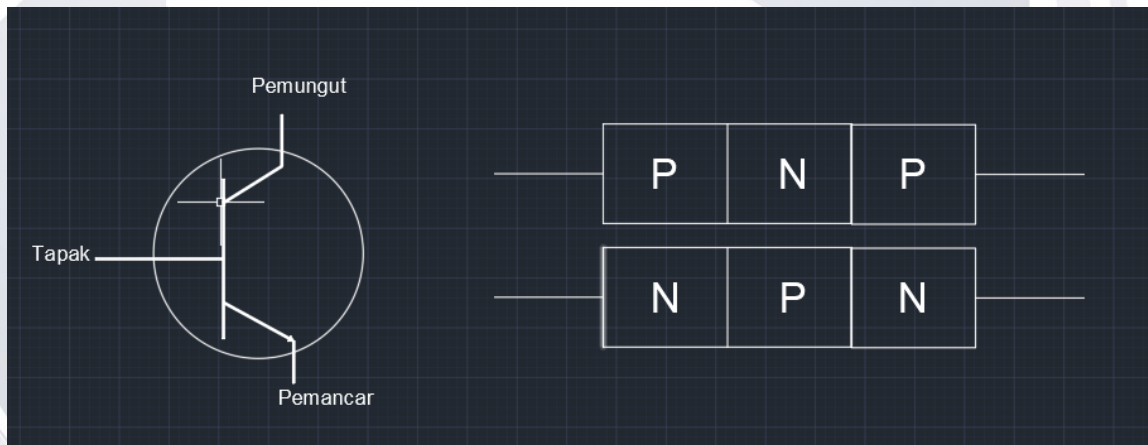 Pemungut
Tapak
Pemancar
P N P
N P N